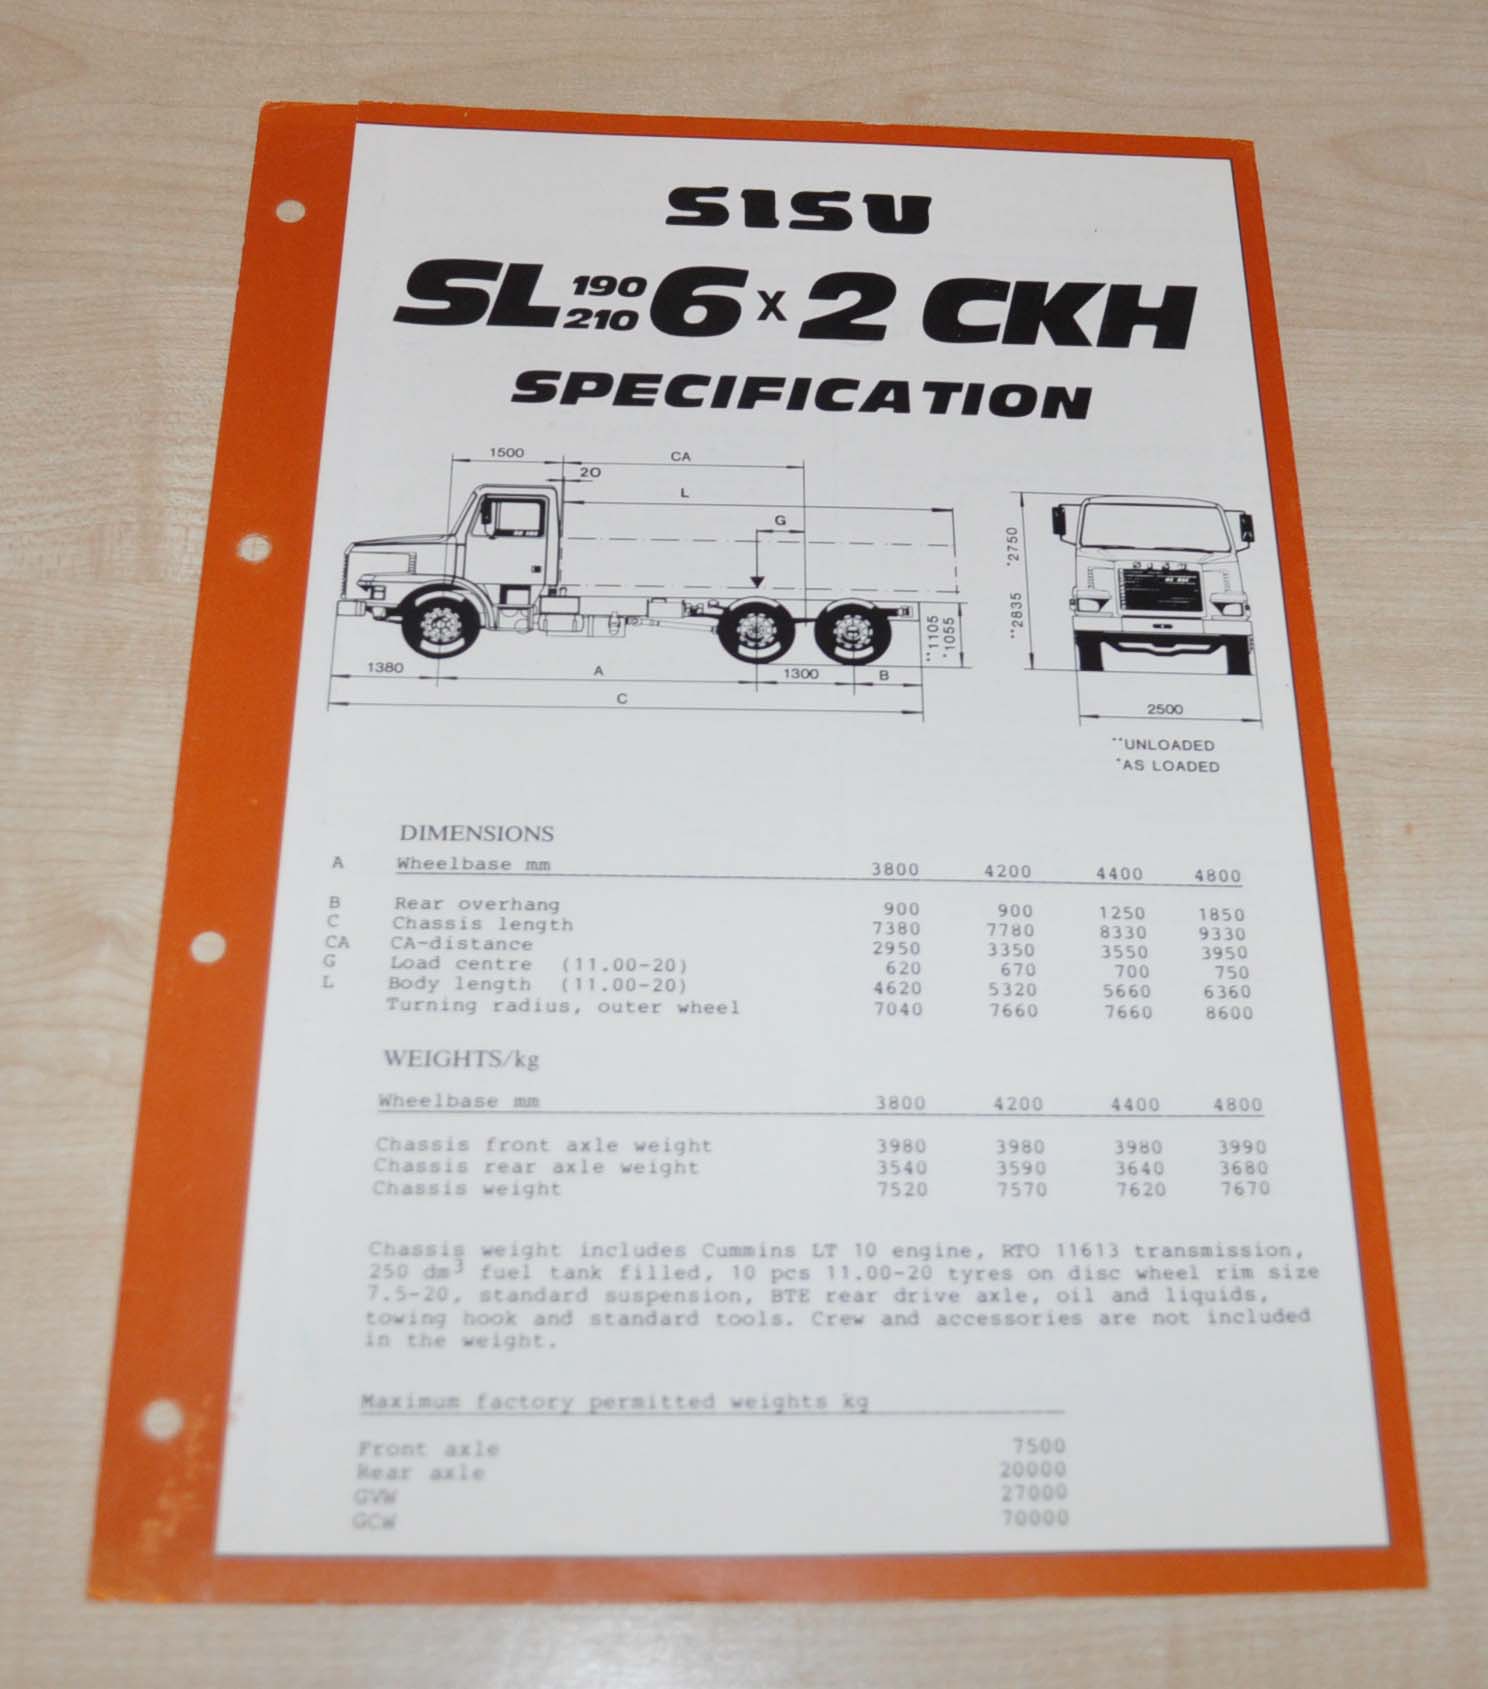 SISU
SL 190 210 6x2 CKH
SPECIFICATION
1500 CA
20
L
G
1380 A 1300 B
C
**1105
*1055
**2835 *2750
2500
**UNLOADED
*AS LOADED
DIMENSIONS
A Wheelbase mm 3800 4200 4400 4800
B Rear overhang 900 900 1250 1850
C Chassis length 7380 7780 8330 9330
CA CA-distance 2950 3350 3550 3950
G Load centre (11.00-20) 620 670 700 750
L Body length (11.00-20) 4620 5320 5660 6360
Turning radius, outer wheel 7040 7660 7660 8600
WEIGHTS/kg
Wheelbase mm 3800 4200 4400 4800
Chassis front axle weight 3980 3980 3980 3990
Chassis rear axle weight 3540 3590 3640 3680
Chassis weight 7520 7570 7620 7670
Chassis weight includes Cummins LT 10 engine, RTO 11613 transmission,
250 dm³ fuel tank filled, 10 pcs 11.00-20 tyres on disc wheel rim size
7.5-20, standard suspension, BTE rear drive axle, oil and liquids,
towing hook and standard tools. Crew and accessories are not included
in the weight.
Maximum factory permitted weights kg
Front axle 7500
Rear axle 20000
GVW 27000
GCW 70000